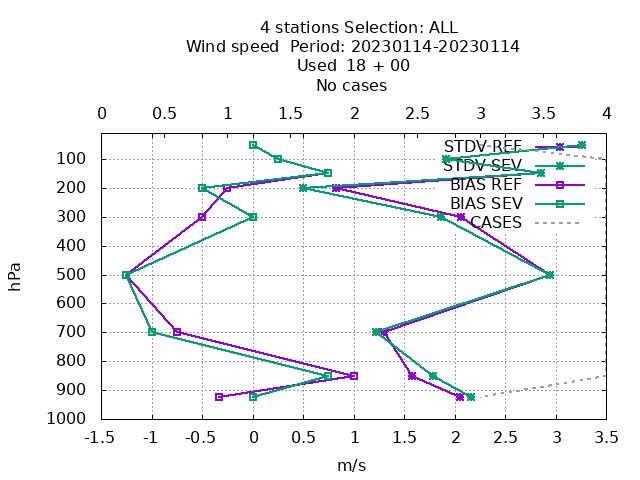 4 stations Selection: ALL
Wind speed  Period: 20230114-20230114
Used  18 + 00
No cases
0 0.5 1 1.5 2 2.5 3 3.5 4
STDV REF
STDV SEV
BIAS REF
BIAS SEV
CASES
100
200
300
400
500
600
700
800
900
1000
hPa
-1.5 -1 -0.5 0 0.5 1 1.5 2 2.5 3 3.5
m/s